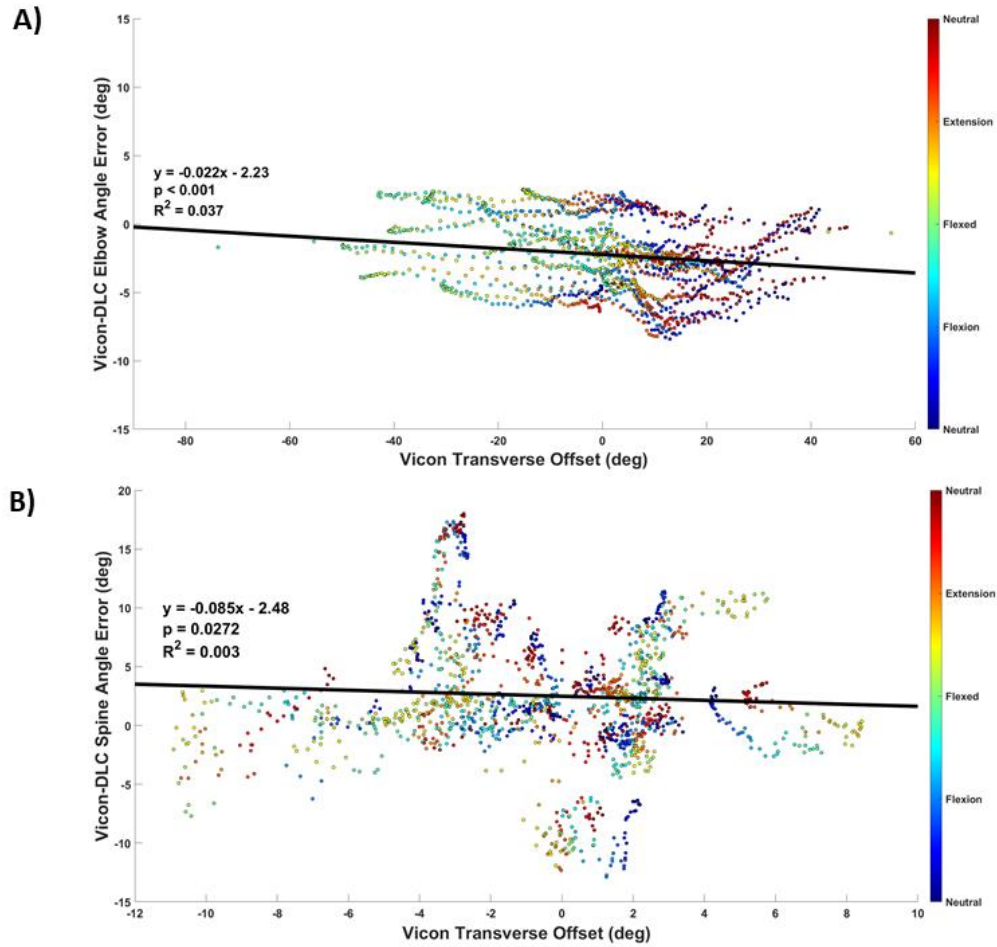 A)
15
10
5
0
-5
-10
-15
Vicon-DLC Elbow Angle Error (deg)
y = -0.022x - 2.23
p < 0.001
R² = 0.037
-80 -60 -40 -20 0 20 40 60
Vicon Transverse Offset (deg)
Neutral
Extension
Flexed
Flexion
Neutral
B)
20
15
10
5
0
-5
-10
-15
Vicon-DLC Spine Angle Error (deg)
y = -0.085x - 2.48
p = 0.0272
R² = 0.003
-12 -10 -8 -6 -4 -2 0 2 4 6 8 10
Vicon Transverse Offset (deg)
Neutral
Extension
Flexed
Flexion
Neutral